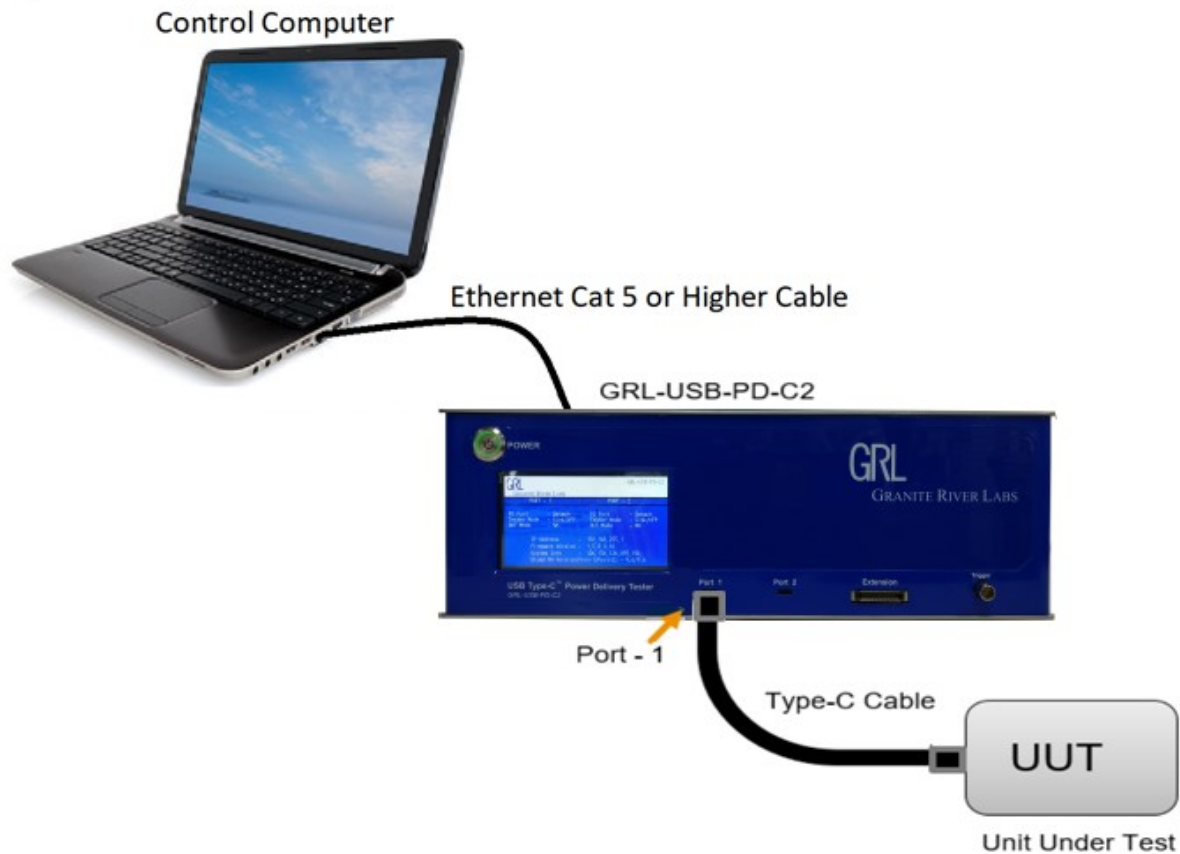 Control Computer
Ethernet Cat 5 or Higher Cable
GRL-USB-PD-C2
POWER
GRL
GRANITE RIVER LABS
GRL
USB Type-C™ Power Delivery Tester
GRL-USB-PD-C2
Port 1
Port 2
Extension
Trigger
Port - 1
Type-C Cable
UUT
Unit Under Test